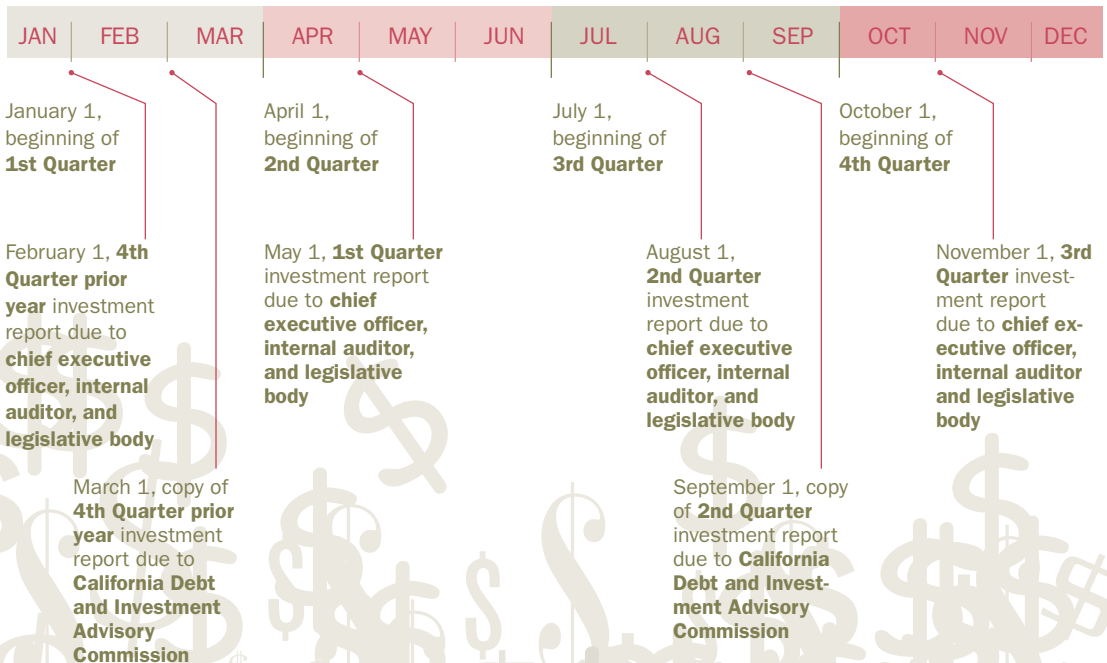 JAN FEB MAR APR MAY JUN JUL AUG SEP OCT NOV DEC
January 1,
beginning of
1st Quarter
April 1,
beginning of
2nd Quarter
July 1,
beginning of
3rd Quarter
October 1,
beginning of
4th Quarter
February 1, 4th
Quarter prior
year investment
report due to
chief executive
officer, internal
auditor, and
legislative body
May 1, 1st Quarter
investment report
due to chief
executive officer,
internal auditor,
and legislative
body
August 1,
2nd Quarter
investment
report due to
chief executive
officer, internal
auditor, and
legislative body
November 1, 3rd
Quarter invest-
ment report
due to chief ex-
ecutive officer,
internal auditor
and legislative
body
March 1, copy of
4th Quarter prior
year investment
report due to
California Debt
and Investment
Advisory
Commission
September 1, copy
of 2nd Quarter
investment report
due to California
Debt and Invest-
ment Advisory
Commission